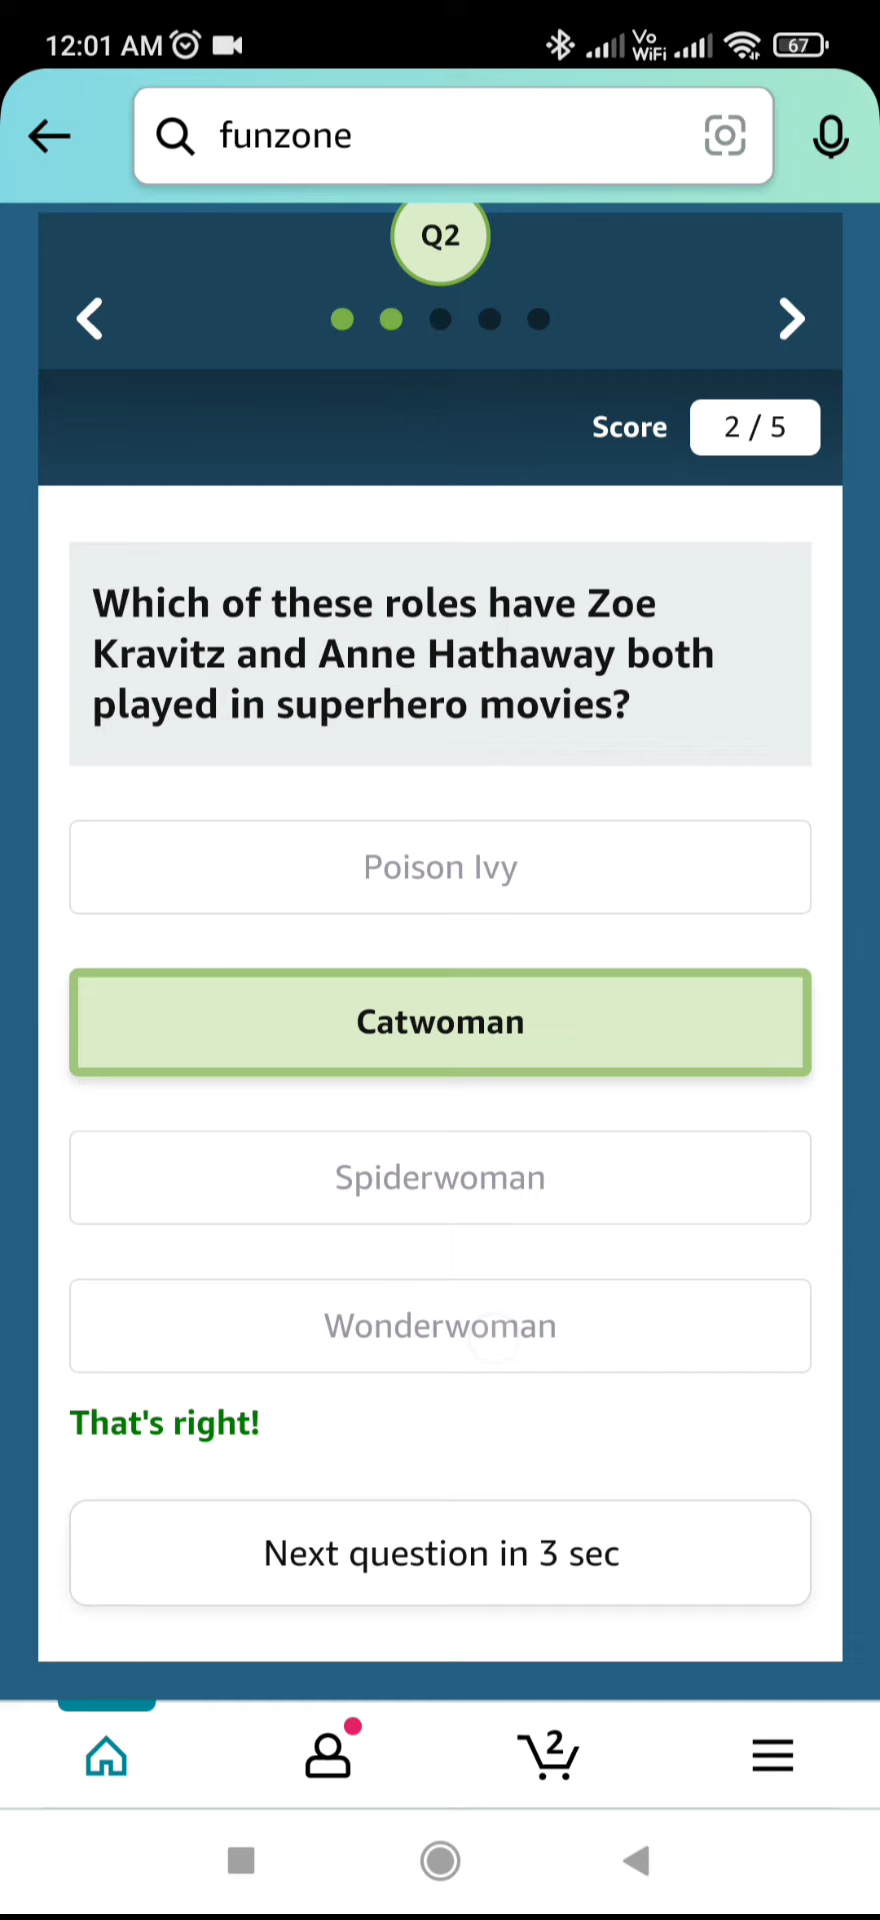 12:01 AM
Vo
WiFi
67
funzone
Q2
Score
2 / 5
Which of these roles have Zoe
Kravitz and Anne Hathaway both
played in superhero movies?
Poison Ivy
Catwoman
Spiderwoman
Wonderwoman
That's right!
Next question in 3 sec
2